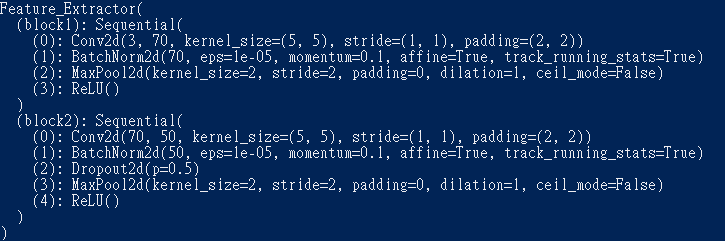 Feature_Extractor(
  (block1): Sequential(
    (0): Conv2d(3, 70, kernel_size=(5, 5), stride=(1, 1), padding=(2, 2))
    (1): BatchNorm2d(70, eps=1e-05, momentum=0.1, affine=True, track_running_stats=True)
    (2): MaxPool2d(kernel_size=2, stride=2, padding=0, dilation=1, ceil_mode=False)
    (3): ReLU()
  )
  (block2): Sequential(
    (0): Conv2d(70, 50, kernel_size=(5, 5), stride=(1, 1), padding=(2, 2))
    (1): BatchNorm2d(50, eps=1e-05, momentum=0.1, affine=True, track_running_stats=True)
    (2): Dropout2d(p=0.5)
    (3): MaxPool2d(kernel_size=2, stride=2, padding=0, dilation=1, ceil_mode=False)
    (4): ReLU()
  )
)